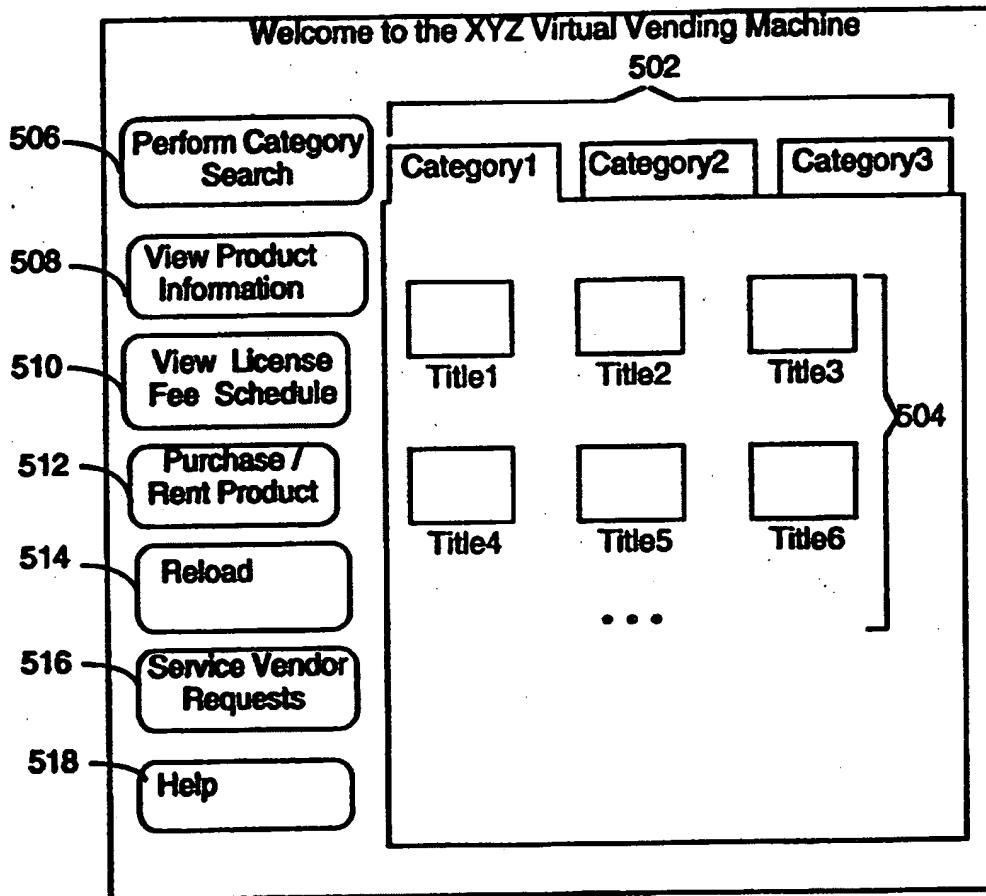 Welcome to the XYZ Virtual Vending Machine
502
506
Perform Category
Search
Category1
Category2
Category3
508
View Product
Information
510
View License
Fee Schedule
Title1
Title2
Title3
504
512
Purchase /
Rent Product
Title4
Title5
Title6
514
Reload
...
516
Service Vendor
Requests
518
Help